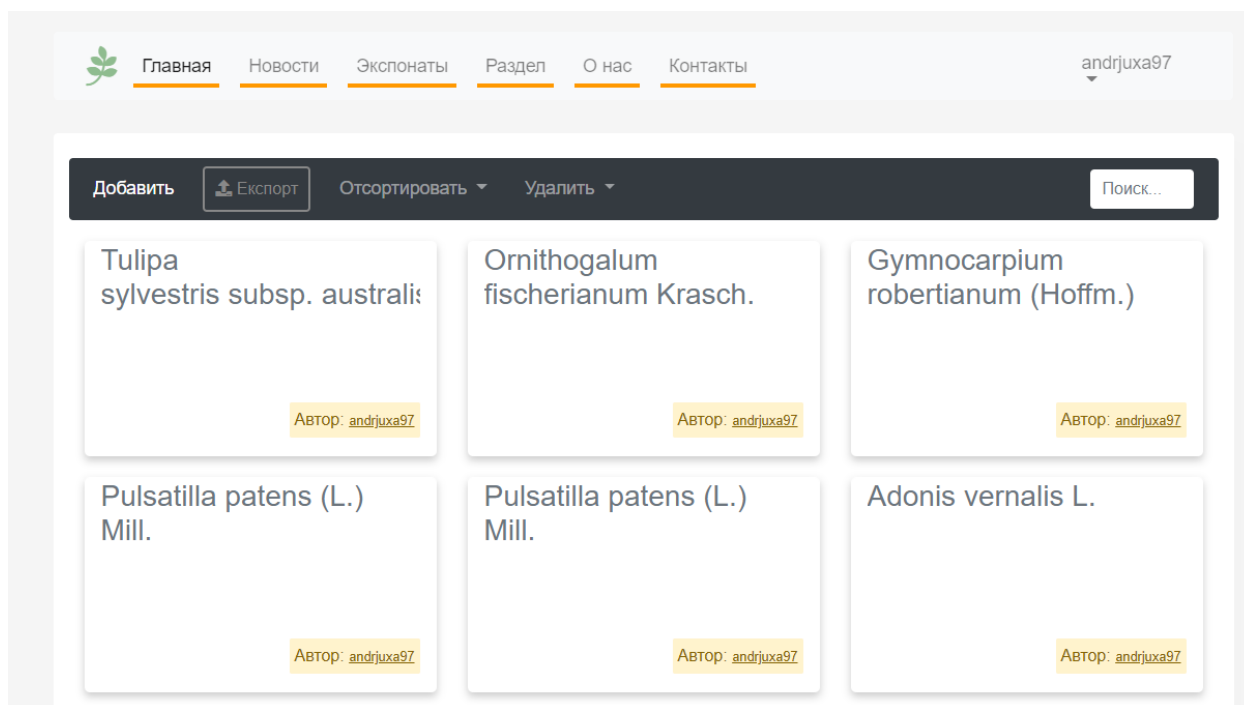 Главная Новости Экспонаты Раздел О нас Контакты andrjuxa97
Добавить Експорт Отсортировать Удалить Поиск...
Tulipa
sylvestris subsp. australis
Автор: andrjuxa97
Ornithogalum
fischerianum Krasch.
Автор: andrjuxa97
Gymnocarpium
robertianum (Hoffm.)
Автор: andrjuxa97
Pulsatilla patens (L.)
Mill.
Автор: andrjuxa97
Pulsatilla patens (L.)
Mill.
Автор: andrjuxa97
Adonis vernalis L.
Автор: andrjuxa97